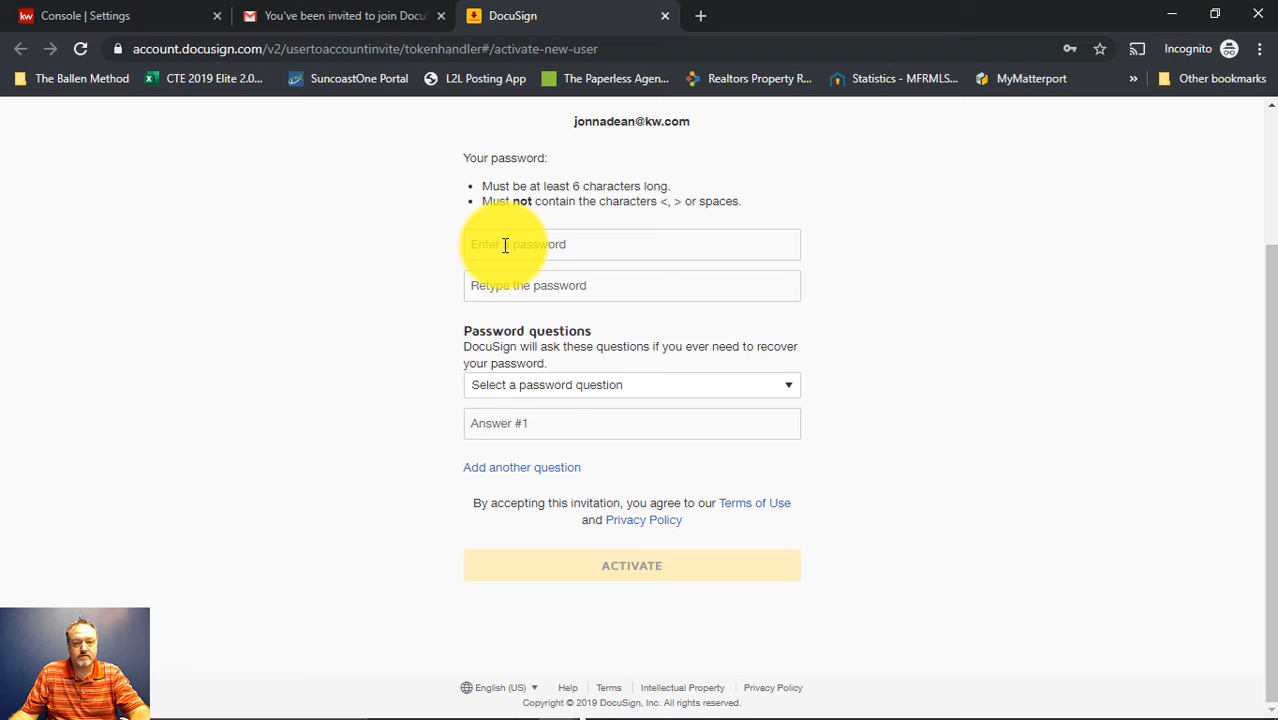 kw Console | Settings
You've been invited to join Docu
DocuSign
account.docusign.com/v2/usertoaccountinvite/tokenhandler#/activate-new-user
Incognito
The Ballen Method
CTE 2019 Elite 2.0...
SuncoastOne Portal
L2L Posting App
The Paperless Agen...
Realtors Property R...
Statistics - MFRMLS...
MyMatterport
»
Other bookmarks
jonnadean@kw.com
Your password:
• Must be at least 6 characters long.
• Must not contain the characters <, > or spaces.
Enter a password
Retype the password
Password questions
DocuSign will ask these questions if you ever need to recover
your password.
Select a password question
Answer #1
Add another question
By accepting this invitation, you agree to our Terms of Use
and Privacy Policy
ACTIVATE
English (US)
Help
Terms
Intellectual Property
Privacy Policy
Copyright © 2019 DocuSign, Inc. All rights reserved.